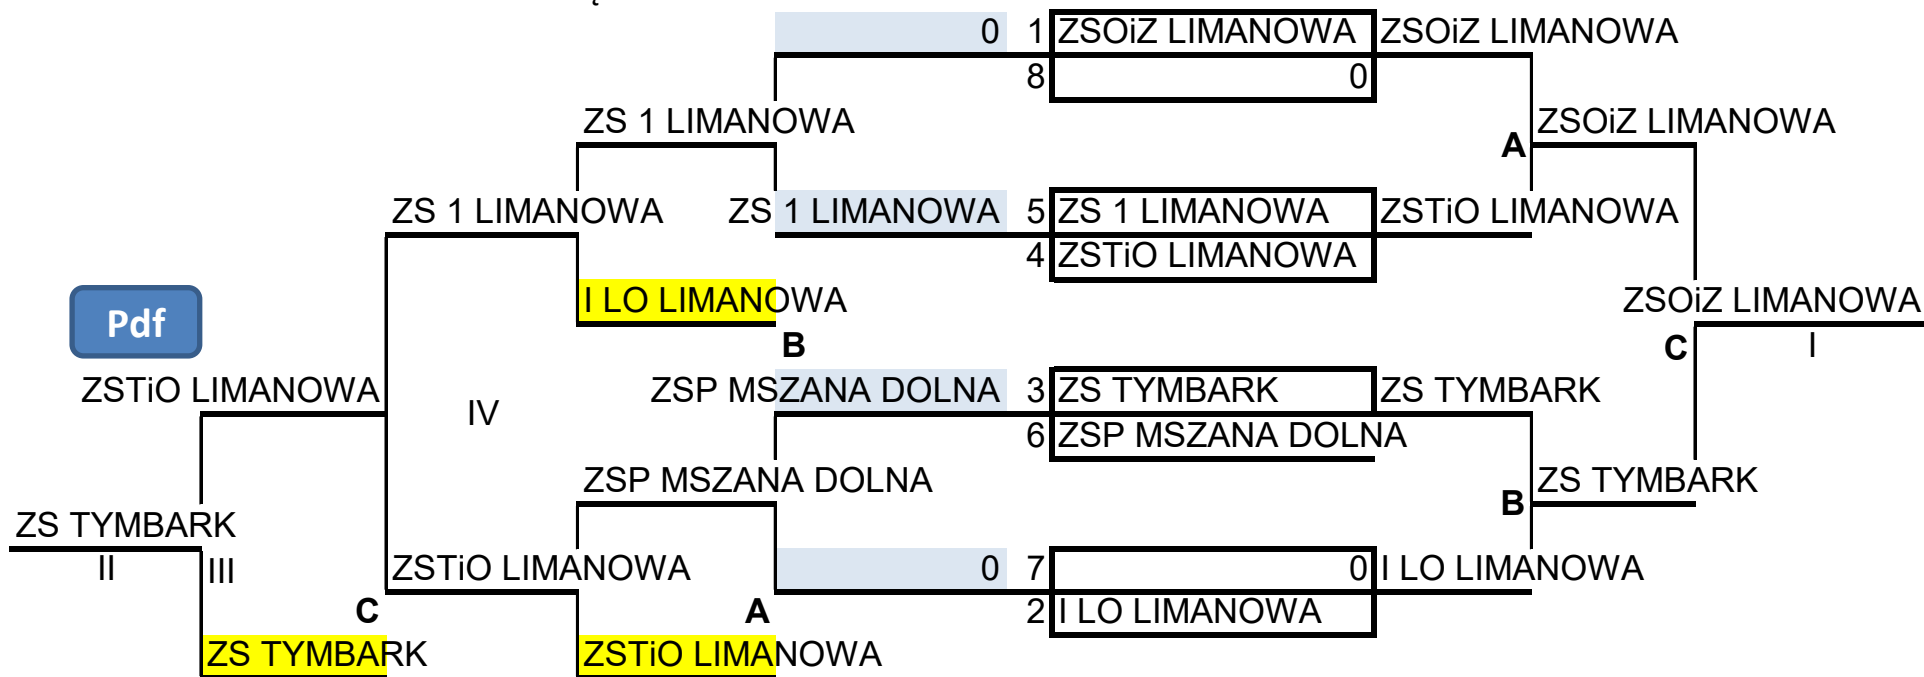 0 1 ZSOiZ LIMANOWA ZSOiZ LIMANOWA
8 0
ZS 1 LIMANOWA ZSOiZ LIMANOWA
A
ZS 1 LIMANOWA ZS 1 LIMANOWA 5 ZS 1 LIMANOWA ZSTiO LIMANOWA
4 ZSTiO LIMANOWA
I LO LIMANOWA ZSOiZ LIMANOWA
Pdf
B C I
ZSTiO LIMANOWA ZSP MSZANA DOLNA 3 ZS TYMBARK ZS TYMBARK
IV
6 ZSP MSZANA DOLNA
ZSP MSZANA DOLNA ZS TYMBARK
B
ZS TYMBARK
II III ZSTiO LIMANOWA 0 7 0 I LO LIMANOWA
C A 2 I LO LIMANOWA
ZS TYMBARK ZSTiO LIMANOWA